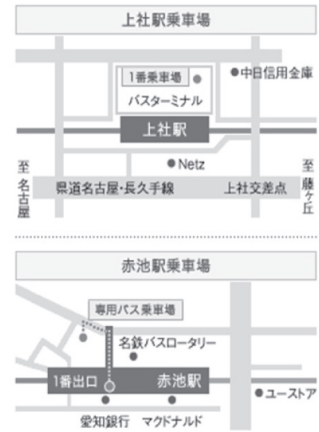 上社駅乗車場
1番乗車場
中日信用金庫
バスターミナル
上社駅
Netz
至名古屋
至藤ヶ丘
県道名古屋・長久手線
上社交差点
赤池駅乗車場
専用バス乗車場
名鉄バスロータリー
1番出口
赤池駅
ユーストア
愛知銀行
マクドナルド